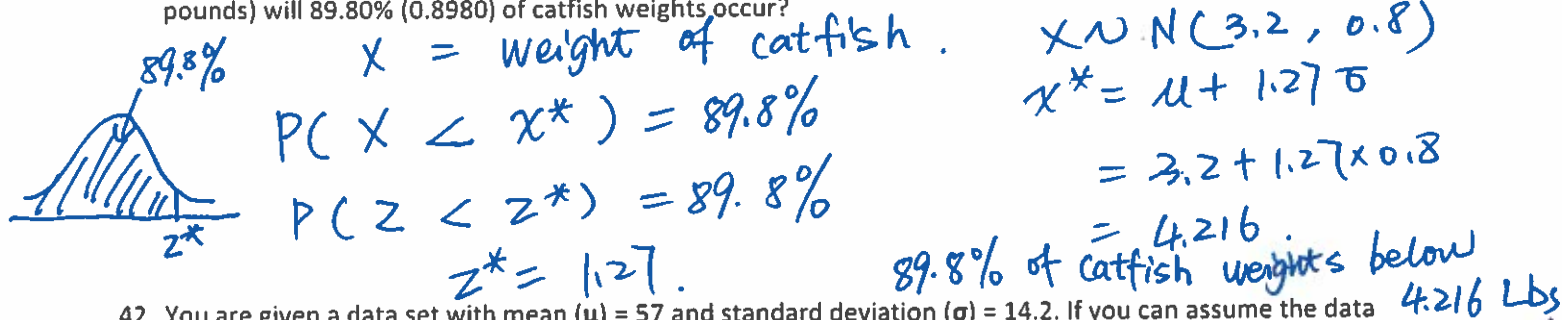 pounds) will 89.80% (0.8980) of catfish weights occur?
89.8%
X = weight of catfish. X ~ N(3.2, 0.8)
P(X < x*) = 89.8%
x* = μ + 1.27σ
= 3.2 + 1.27×0.8
P(Z < z*) = 89.8%
z*
= 4.216.
z* = 1.27.
89.8% of catfish weights below
4.216 Lbs
42. You are given a data set with mean (μ) = 57 and standard deviation (σ) = 14.2. If you can assume the data